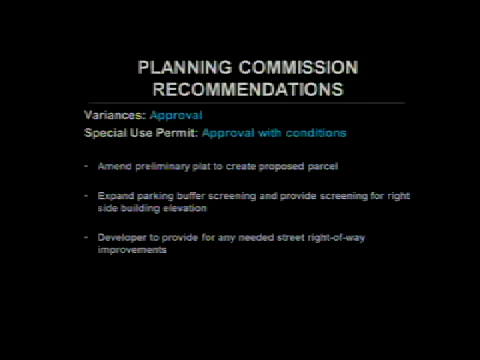 PLANNING COMMISSION
RECOMMENDATIONS
Variances: Approval
Special Use Permit: Approval with conditions
- Amend preliminary plat to create proposed parcel
- Expand parking buffer screening and provide screening for right
side building elevation
- Developer to provide for any needed street right-of-way
improvements